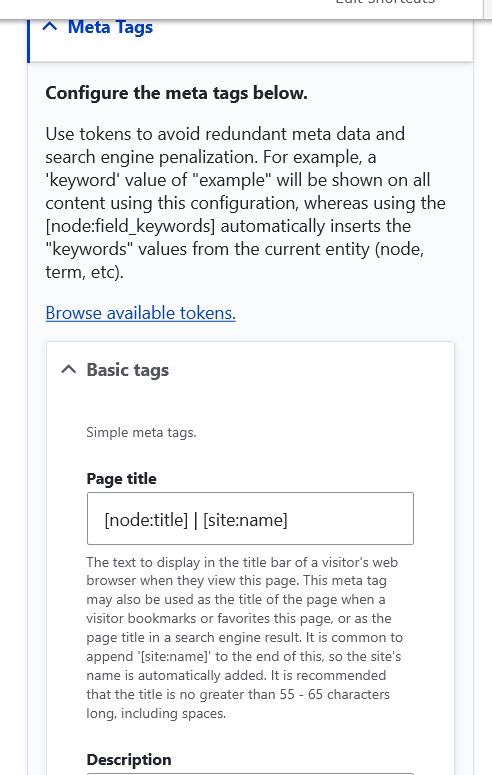 Edit shortcuts
Meta Tags
Configure the meta tags below.
Use tokens to avoid redundant meta data and
search engine penalization. For example, a
'keyword' value of "example" will be shown on all
content using this configuration, whereas using the
[node:field_keywords] automatically inserts the
"keywords" values from the current entity (node,
term, etc).
Browse available tokens.
Basic tags
Simple meta tags.
Page title
[node:title] | [site:name]
The text to display in the title bar of a visitor's web
browser when they view this page. This meta tag
may also be used as the title of the page when a
visitor bookmarks or favorites this page, or as the
page title in a search engine result. It is common to
append '[site:name]' to the end of this, so the site's
name is automatically added. It is recommended
that the title is no greater than 55 - 65 characters
long, including spaces.
Description